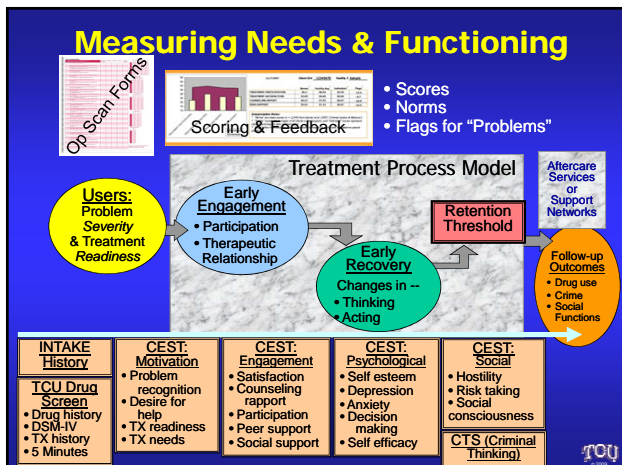 Measuring Needs & Functioning
Op Scan Forms
Scoring & Feedback
• Scores
• Norms
• Flags for "Problems"
Treatment Process Model
Aftercare
Services
or
Support
Networks
Users:
Problem
Severity
& Treatment
Readiness
Early
Engagement
• Participation
• Therapeutic
Relationship
Early
Recovery
Changes in --
• Thinking
• Acting
Retention
Threshold
Follow-up
Outcomes
• Drug use
• Crime
• Social
Functions
INTAKE
History
TCU Drug
Screen
• Drug history
• DSM-IV
• TX history
• 5 Minutes
CEST:
Motivation
• Problem
recognition
• Desire for
help
• TX readiness
• TX needs
CEST:
Engagement
• Satisfaction
• Counseling
rapport
• Participation
• Peer support
• Social support
CEST:
Psychological
• Self esteem
• Depression
• Anxiety
• Decision
making
• Self efficacy
CEST:
Social
• Hostility
• Risk taking
• Social
consciousness
CTS (Criminal
Thinking)
TCU